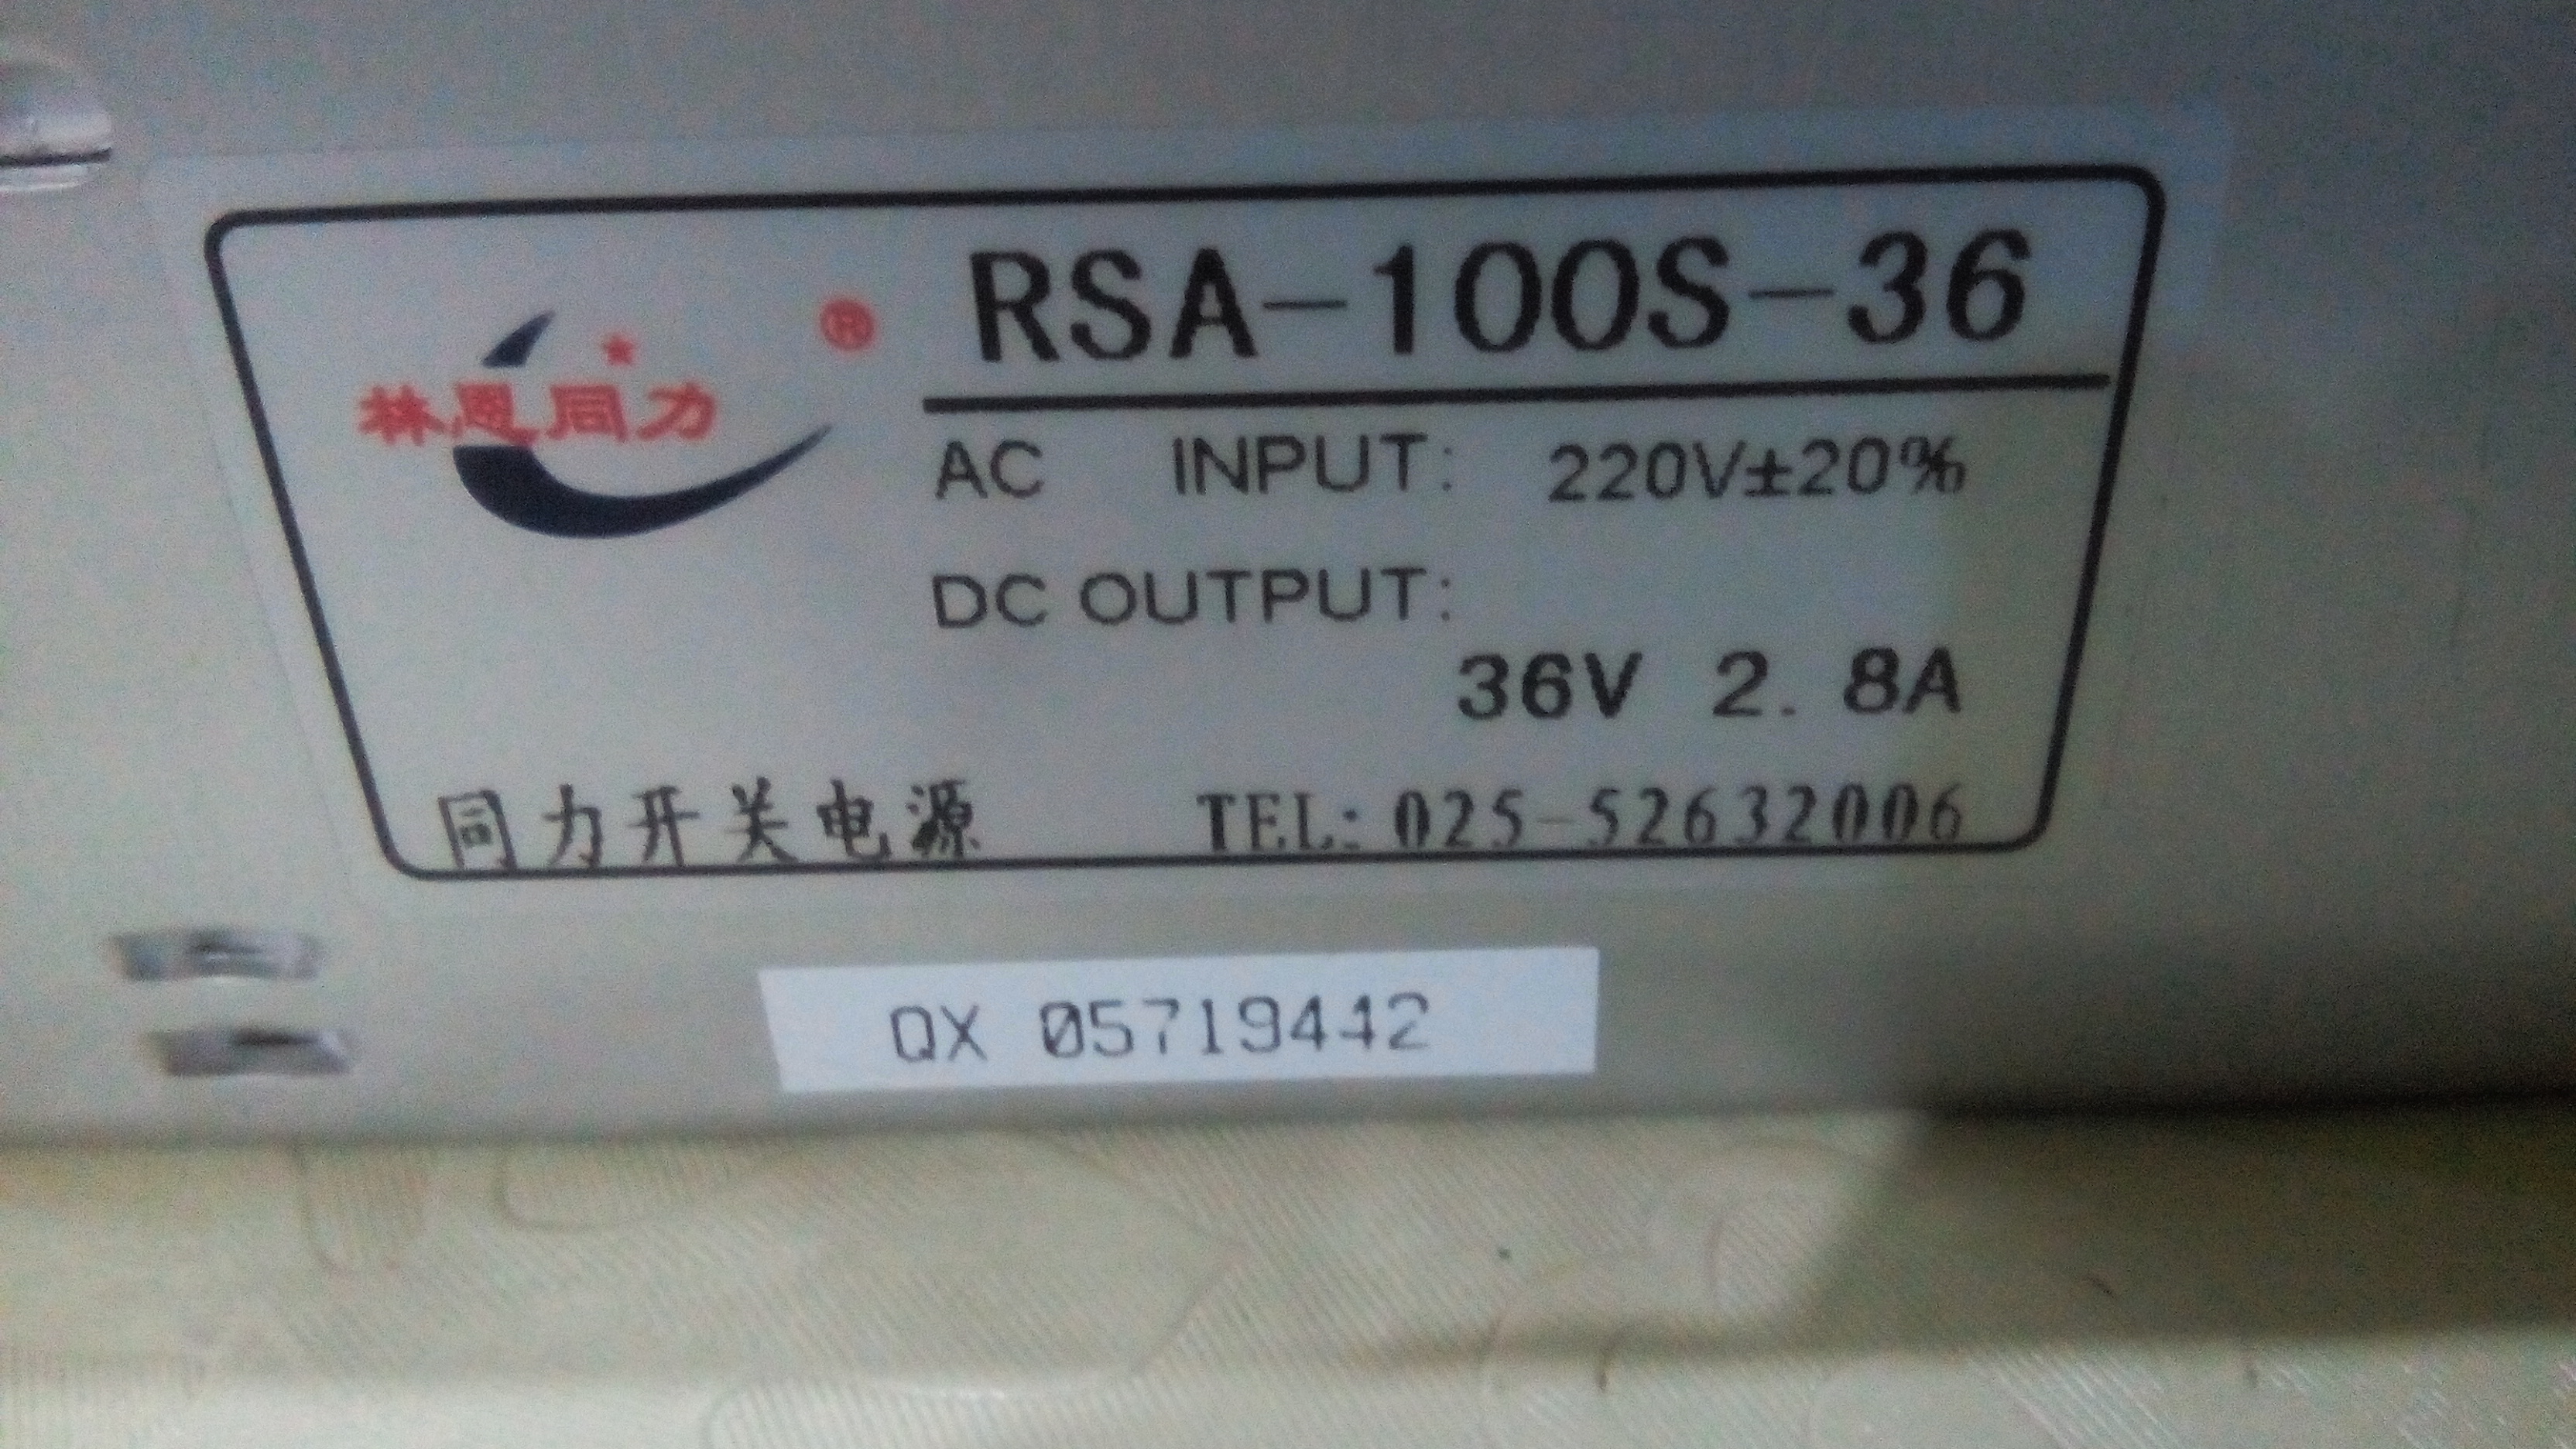 林恩同力 ®
RSA-100S-36
AC INPUT: 220V±20%
DC OUTPUT:
36V 2.8A
同力开关电源 TEL: 025-52632006
QX 05719442